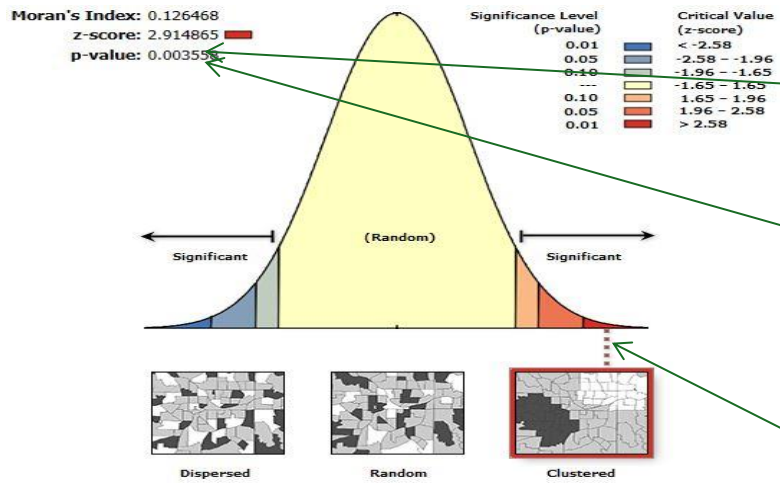 Moran's Index: 0.126468
z-score: 2.914865
p-value: 0.003558
Significance Level
(p-value)
0.01
0.05
0.10
---
0.10
0.05
0.01
Critical Value
(z-score)
< -2.58
-2.58 – -1.96
-1.96 – -1.65
-1.65 – 1.65
1.65 – 1.96
1.96 – 2.58
> 2.58
(Random)
Significant
Significant
Dispersed
Random
Clustered